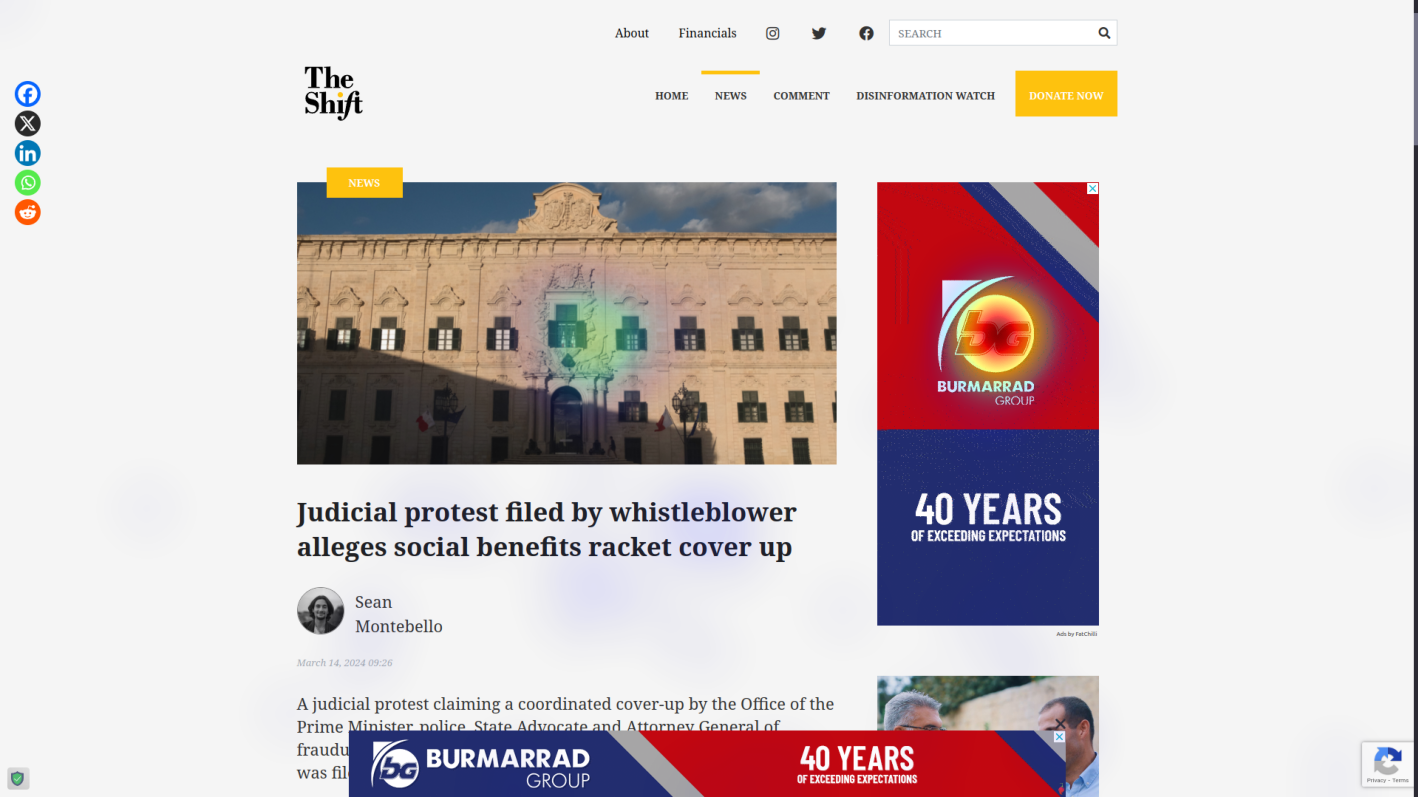 About
Financials
SEARCH
The
Shift
HOME
NEWS
COMMENT
DISINFORMATION WATCH
DONATE NOW
NEWS
bg
BURMARRAD
GROUP
40 YEARS
OF EXCEEDING EXPECTATIONS
Ads by FatChilli
Judicial protest filed by whistleblower
alleges social benefits racket cover up
Sean
Montebello
March 14, 2024 09:26
A judicial protest claiming a coordinated cover-up by the Office of the
Prime Minister, police, State Advocate and Attorney General of
fraudu
was fil
bg BURMARRAD
GROUP
40 YEARS
OF EXCEEDING EXPECTATIONS
Privacy - Terms